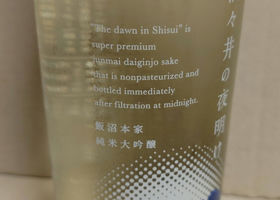 "The dawn in Shisui" is
super premium
junmai daiginjo sake
that is nonpasteurized and
bottled immediately
after filtration at midnight.
飯沼本家
純米大吟醸
々井の夜明け